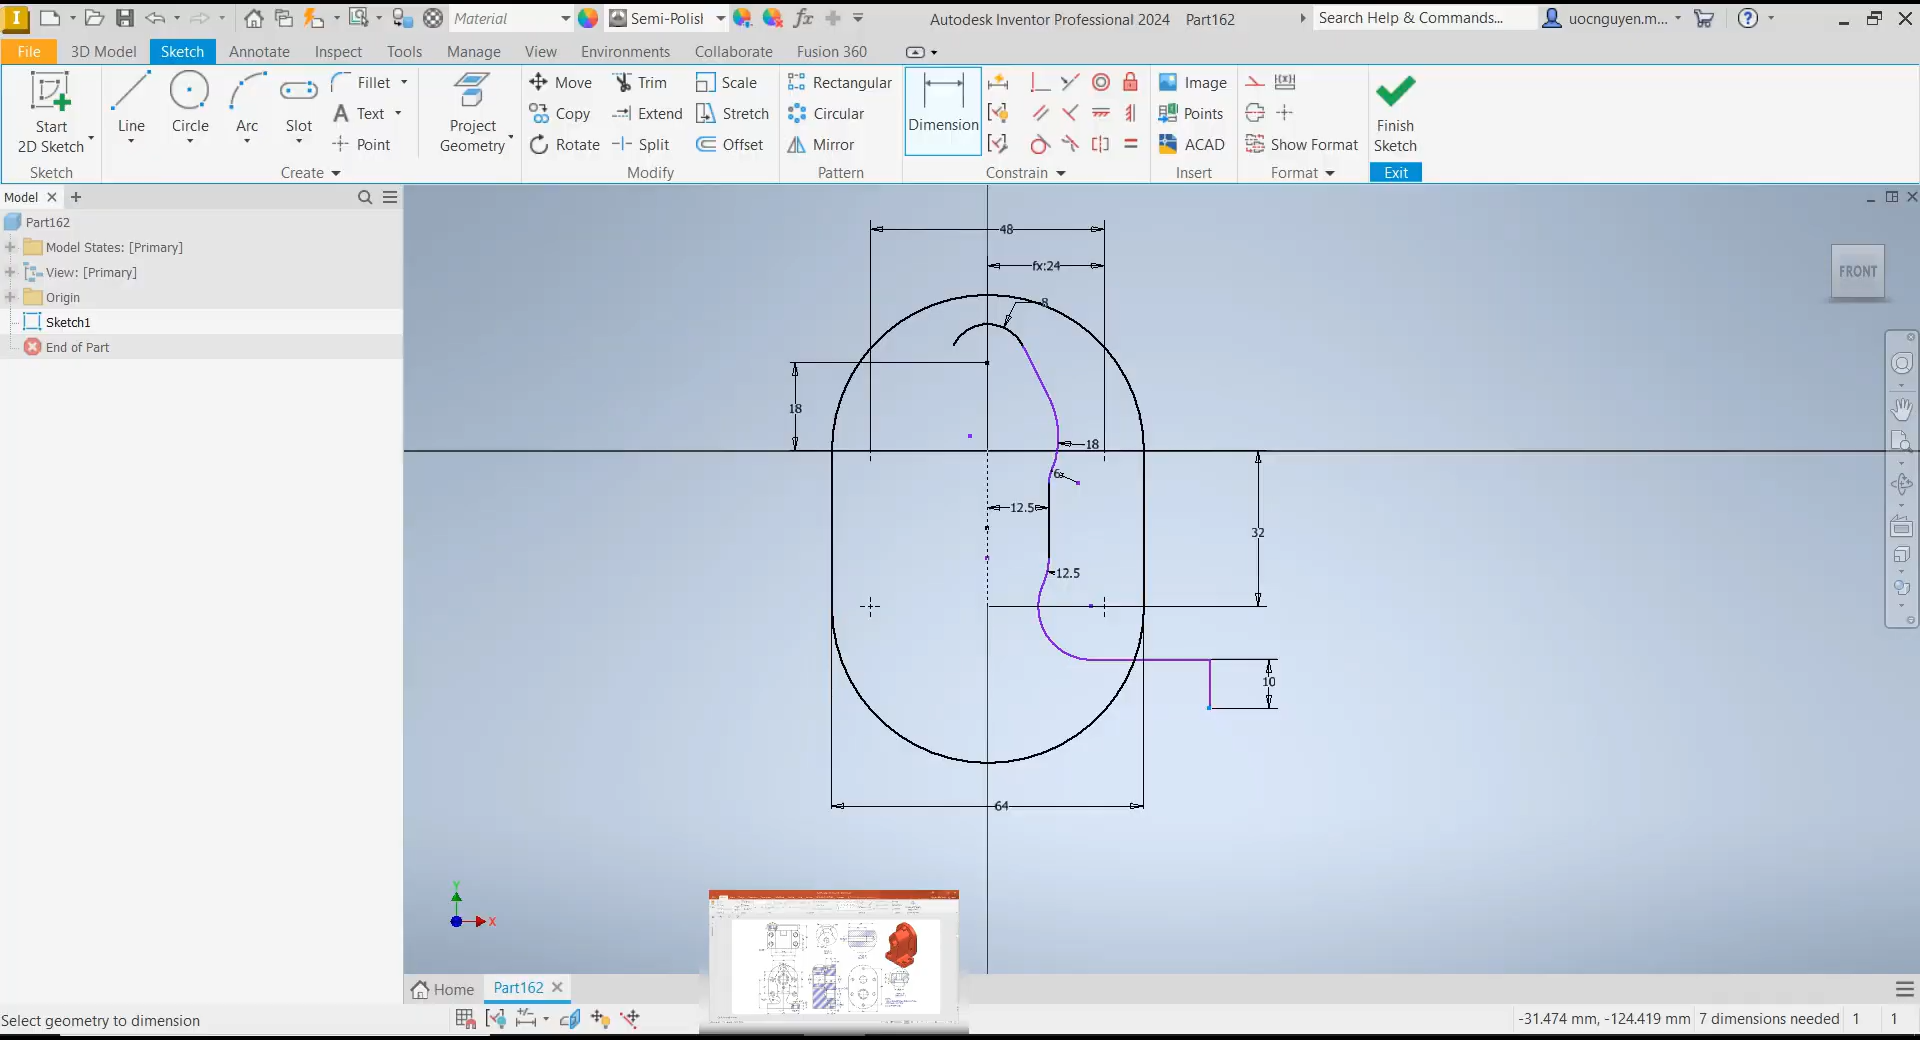 Material
Semi-Polish
Autodesk Inventor Professional 2024 Part162
Search Help & Commands...
uocnguyen.m...
File 3D Model Sketch Annotate Inspect Tools Manage View Environments Collaborate Fusion 360
Start
2D Sketch
Line
Circle
Arc
Slot
Fillet
Text
Point
Project
Geometry
Move
Copy
Rotate
Trim
Extend
Split
Scale
Stretch
Offset
Rectangular
Circular
Mirror
Dimension
Image
Points
ACAD
Show Format
Finish
Sketch
Sketch Create Modify Pattern Constrain Insert Format Exit
Model
Part162
Model States: [Primary]
View: [Primary]
Origin
Sketch1
End of Part
FRONT
48
fx:24
8
18
18
6
12.5
32
12.5
10
64
Y
X
Home Part162
Select geometry to dimension
-31.474 mm, -124.419 mm 7 dimensions needed 1 1